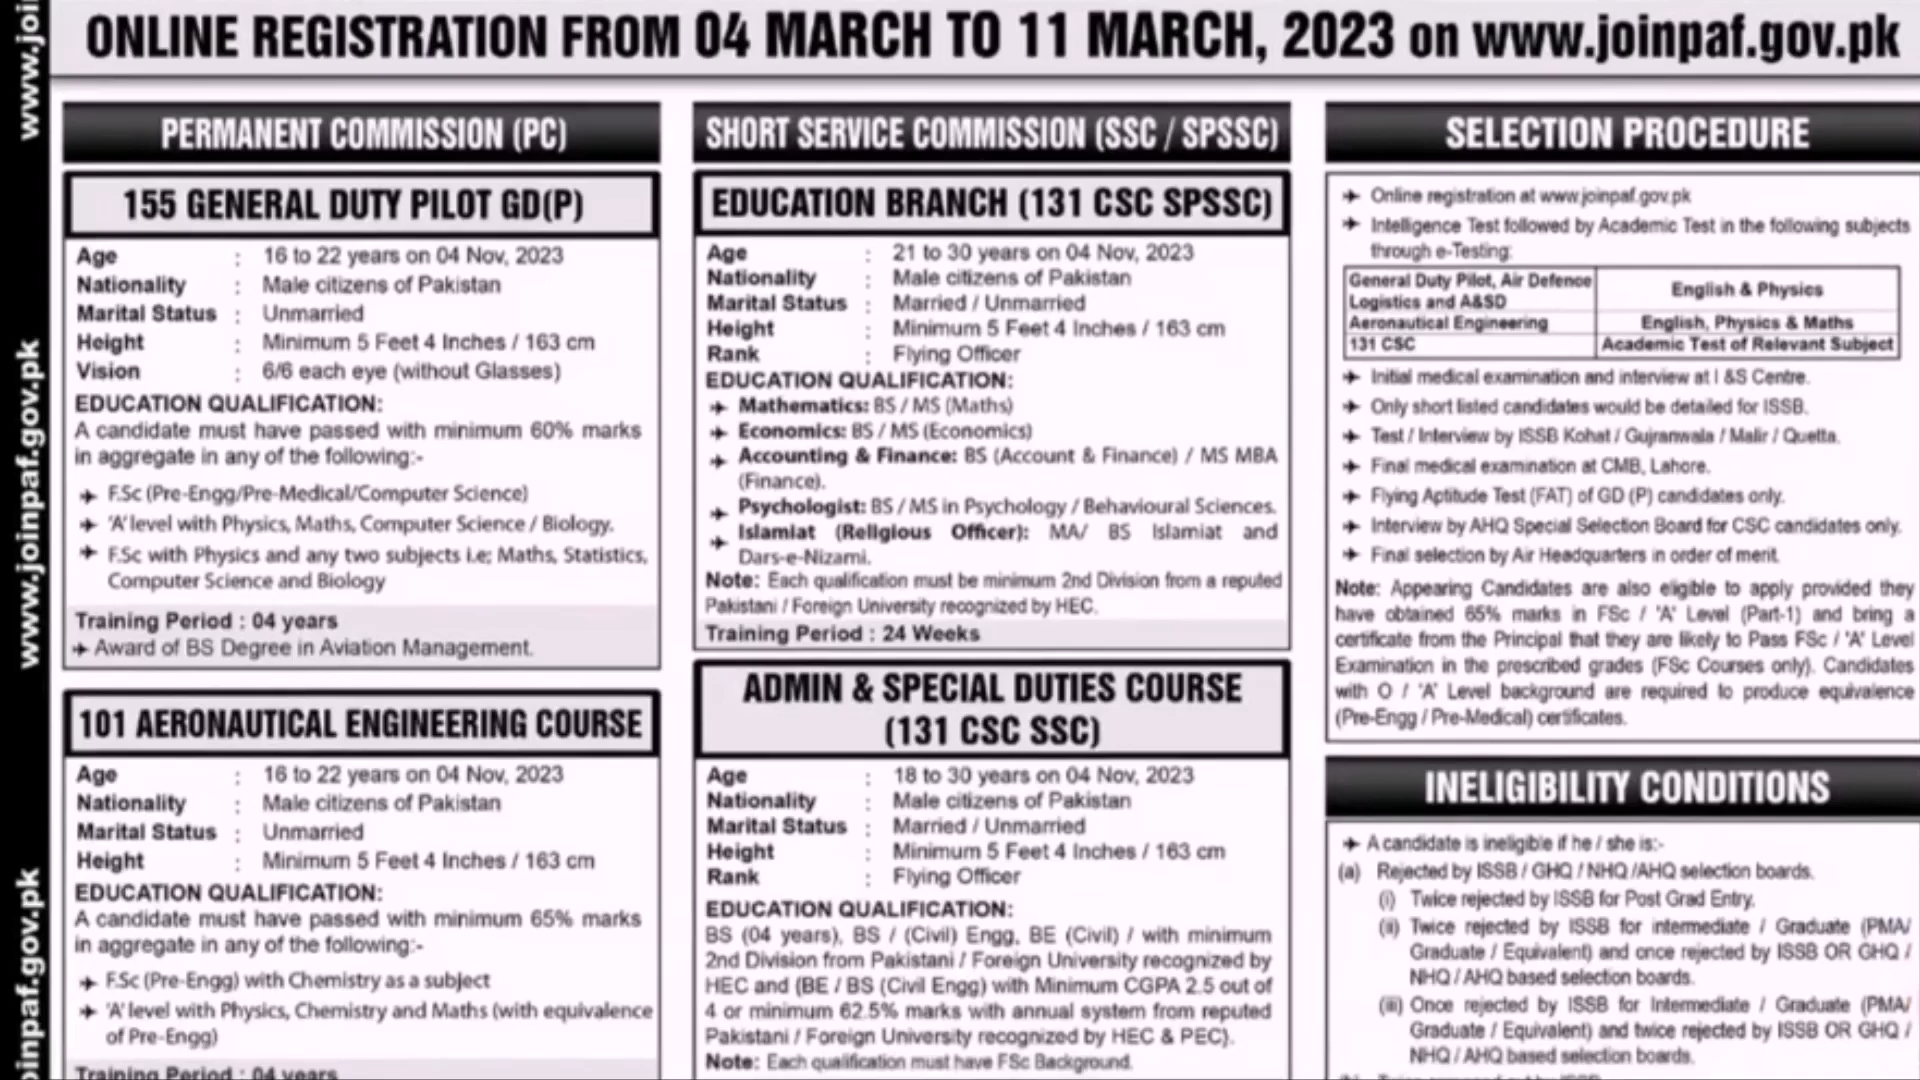 ONLINE REGISTRATION FROM 04 MARCH TO 11 MARCH, 2023 on www.joinpaf.gov.pk
www.joinpaf.gov.pk
PERMANENT COMMISSION (PC)
155 GENERAL DUTY PILOT GD(P)
Age : 16 to 22 years on 04 Nov, 2023
Nationality : Male citizens of Pakistan
Marital Status : Unmarried
Height : Minimum 5 Feet 4 Inches / 163 cm
Vision : 6/6 each eye (without Glasses)
EDUCATION QUALIFICATION:
A candidate must have passed with minimum 60% marks
in aggregate in any of the following:-
F.Sc (Pre-Engg/Pre-Medical/Computer Science)
'A' level with Physics, Maths, Computer Science / Biology.
F.Sc with Physics and any two subjects i.e; Maths, Statistics,
Computer Science and Biology
Training Period : 04 years
Award of BS Degree in Aviation Management.
101 AERONAUTICAL ENGINEERING COURSE
Age : 16 to 22 years on 04 Nov, 2023
Nationality : Male citizens of Pakistan
Marital Status : Unmarried
Height : Minimum 5 Feet 4 Inches / 163 cm
EDUCATION QUALIFICATION:
A candidate must have passed with minimum 65% marks
in aggregate in any of the following:-
F.Sc (Pre-Engg) with Chemistry as a subject
'A' level with Physics, Chemistry and Maths (with equivalence
of Pre-Engg)
Training Period : 04 years
SHORT SERVICE COMMISSION (SSC / SPSSC)
EDUCATION BRANCH (131 CSC SPSSC)
Age : 21 to 30 years on 04 Nov, 2023
Nationality : Male citizens of Pakistan
Marital Status : Married / Unmarried
Height : Minimum 5 Feet 4 Inches / 163 cm
Rank : Flying Officer
EDUCATION QUALIFICATION:
Mathematics: BS / MS (Maths)
Economics: BS / MS (Economics)
Accounting & Finance: BS (Account & Finance) / MS MBA
(Finance).
Psychologist: BS / MS in Psychology / Behavioural Sciences.
Islamiat (Religious Officer): MA/ BS Islamiat and
Dars-e-Nizami.
Note: Each qualification must be minimum 2nd Division from a reputed
Pakistani / Foreign University recognized by HEC.
Training Period : 24 Weeks
ADMIN & SPECIAL DUTIES COURSE
(131 CSC SSC)
Age : 18 to 30 years on 04 Nov, 2023
Nationality : Male citizens of Pakistan
Marital Status : Married / Unmarried
Height : Minimum 5 Feet 4 Inches / 163 cm
Rank : Flying Officer
EDUCATION QUALIFICATION:
BS (04 years), BS / (Civil) Engg, BE (Civil) / with minimum
2nd Division from Pakistani / Foreign University recognized by
HEC and (BE / BS (Civil Engg) with Minimum CGPA 2.5 out of
4 or minimum 62.5% marks with annual system from reputed
Pakistani / Foreign University recognized by HEC & PEC}.
Note: Each qualification must have FSc Background.
SELECTION PROCEDURE
Online registration at www.joinpaf.gov.pk
Intelligence Test followed by Academic Test in the following subjects
through e-Testing:
General Duty Pilot, Air Defence
Logistics and A&SD
English & Physics
Aeronautical Engineering English, Physics & Maths
131 CSC Academic Test of Relevant Subject
Initial medical examination and interview at I &S Centre.
Only short listed candidates would be detailed for ISSB.
Test / Interview by ISSB Kohat / Gujranwala / Malir / Quetta.
Final medical examination at CMB, Lahore.
Flying Aptitude Test (FAT) of GD (P) candidates only.
Interview by AHQ Special Selection Board for CSC candidates only.
Final selection by Air Headquarters in order of merit.
Note: Appearing Candidates are also eligible to apply provided they
have obtained 65% marks in FSc / 'A' Level (Part-1) and bring a
certificate from the Principal that they are likely to Pass FSc / 'A' Level
Examination in the prescribed grades (FSc Courses only). Candidates
with O / 'A' Level background are required to produce equivalence
(Pre-Engg / Pre-Medical) certificates.
INELIGIBILITY CONDITIONS
A candidate is ineligible if he / she is:-
(a) Rejected by ISSB / GHQ / NHQ /AHQ selection boards.
(i) Twice rejected by ISSB for Post Grad Entry.
(ii) Twice rejected by ISSB for intermediate / Graduate (PMA/
Graduate / Equivalent) and once rejected by ISSB OR GHQ /
NHQ / AHQ based selection boards.
(iii) Once rejected by ISSB for Intermediate / Graduate (PMA/
Graduate / Equivalent) and twice rejected by ISSB OR GHQ /
NHQ / AHQ based selection boards.